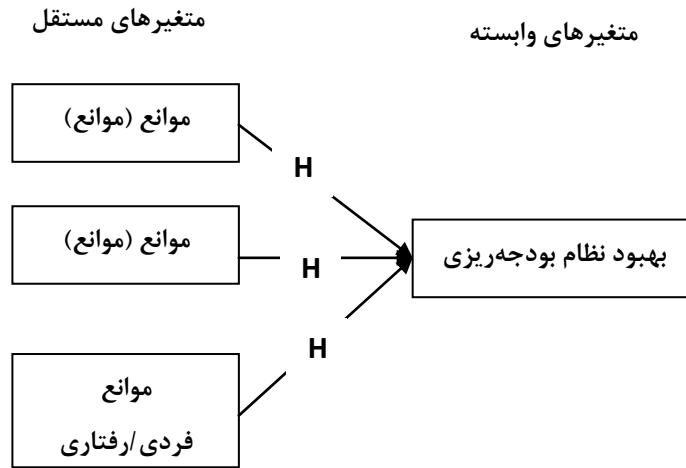 متغیرهای مستقل
متغیرهای وابسته
موانع (موانع)
H
موانع (موانع)
H
بهبود نظام بودجه‌ریزی
H
موانع
فردی/رفتاری